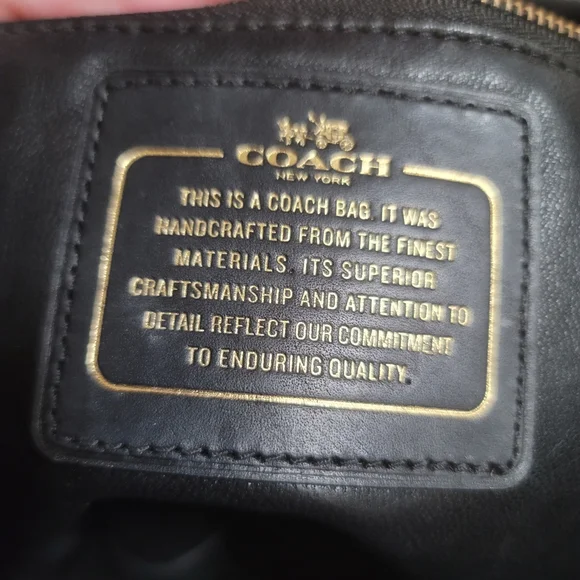 COACH
NEW YORK
THIS IS A COACH BAG. IT WAS
HANDCRAFTED FROM THE FINEST
MATERIALS. ITS SUPERIOR
CRAFTSMANSHIP AND ATTENTION TO
DETAIL REFLECT OUR COMMITMENT
TO ENDURING QUALITY.